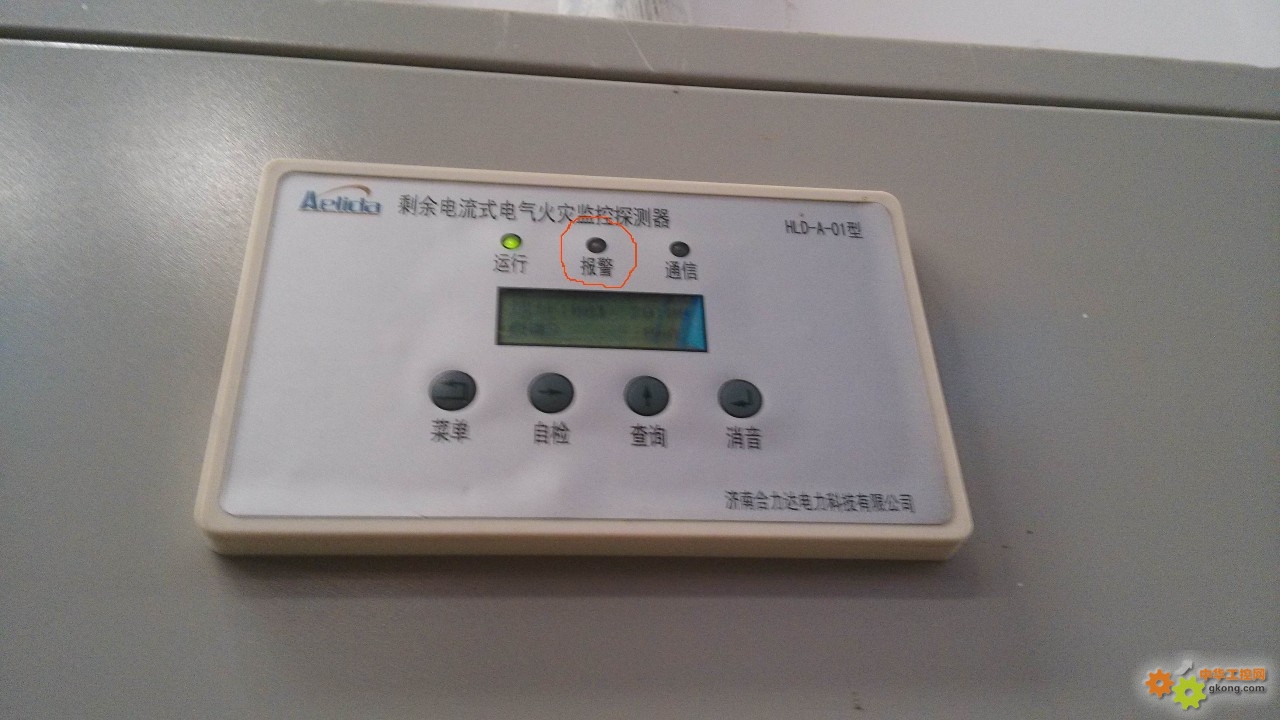 Aelida 剩余电流式电气火灾监控探测器
HLD-A-01型
运行 报警 通信
菜单 自检 查询 消音
济南合力达电力科技有限公司
中华工控网
gkong.com